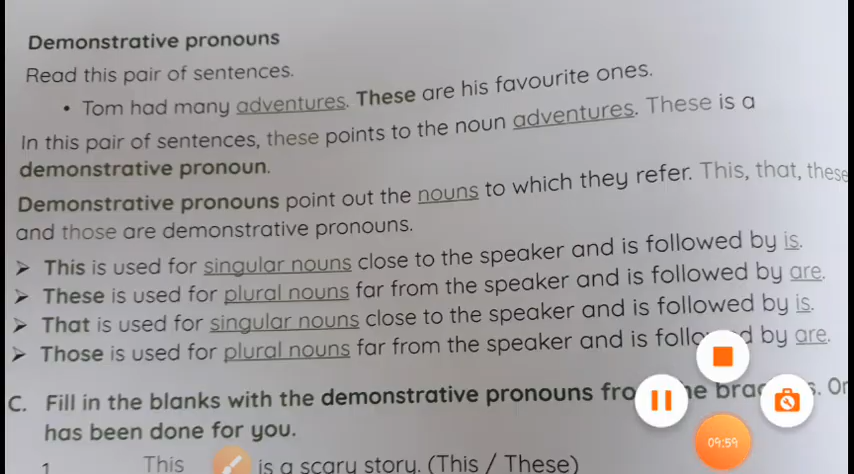 Demonstrative pronouns
Read this pair of sentences.
• Tom had many adventures. These are his favourite ones.
In this pair of sentences, these points to the noun adventures. These is a
demonstrative pronoun.
Demonstrative pronouns point out the nouns to which they refer. This, that, these
and those are demonstrative pronouns.
➤ This is used for singular nouns close to the speaker and is followed by is.
➤ These is used for plural nouns far from the speaker and is followed by are.
➤ That is used for singular nouns close to the speaker and is followed by is.
➤ Those is used for plural nouns far from the speaker and is by are.
C. Fill in the blanks with the demonstrative pronouns
has been done for you.
1 This is a scary story. (This / These)
09:59